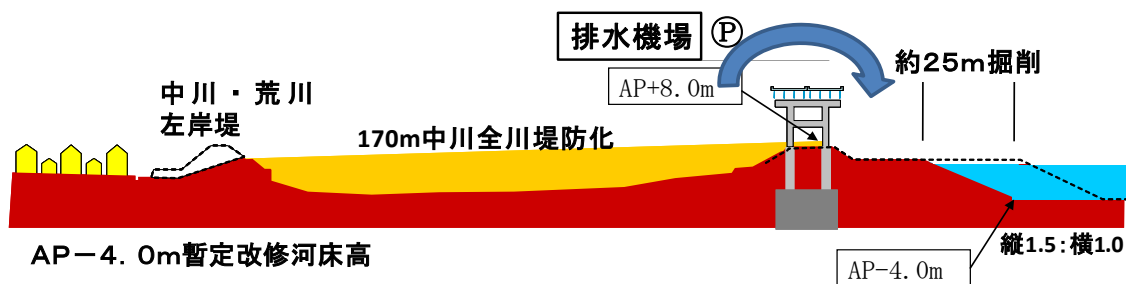 排水機場
Ⓟ
AP+8.0m
約25m掘削
中川・荒川
左岸堤
170m中川全川堤防化
AP－4．0m暫定改修河床高
AP-4.0m
縦1.5：横1.0